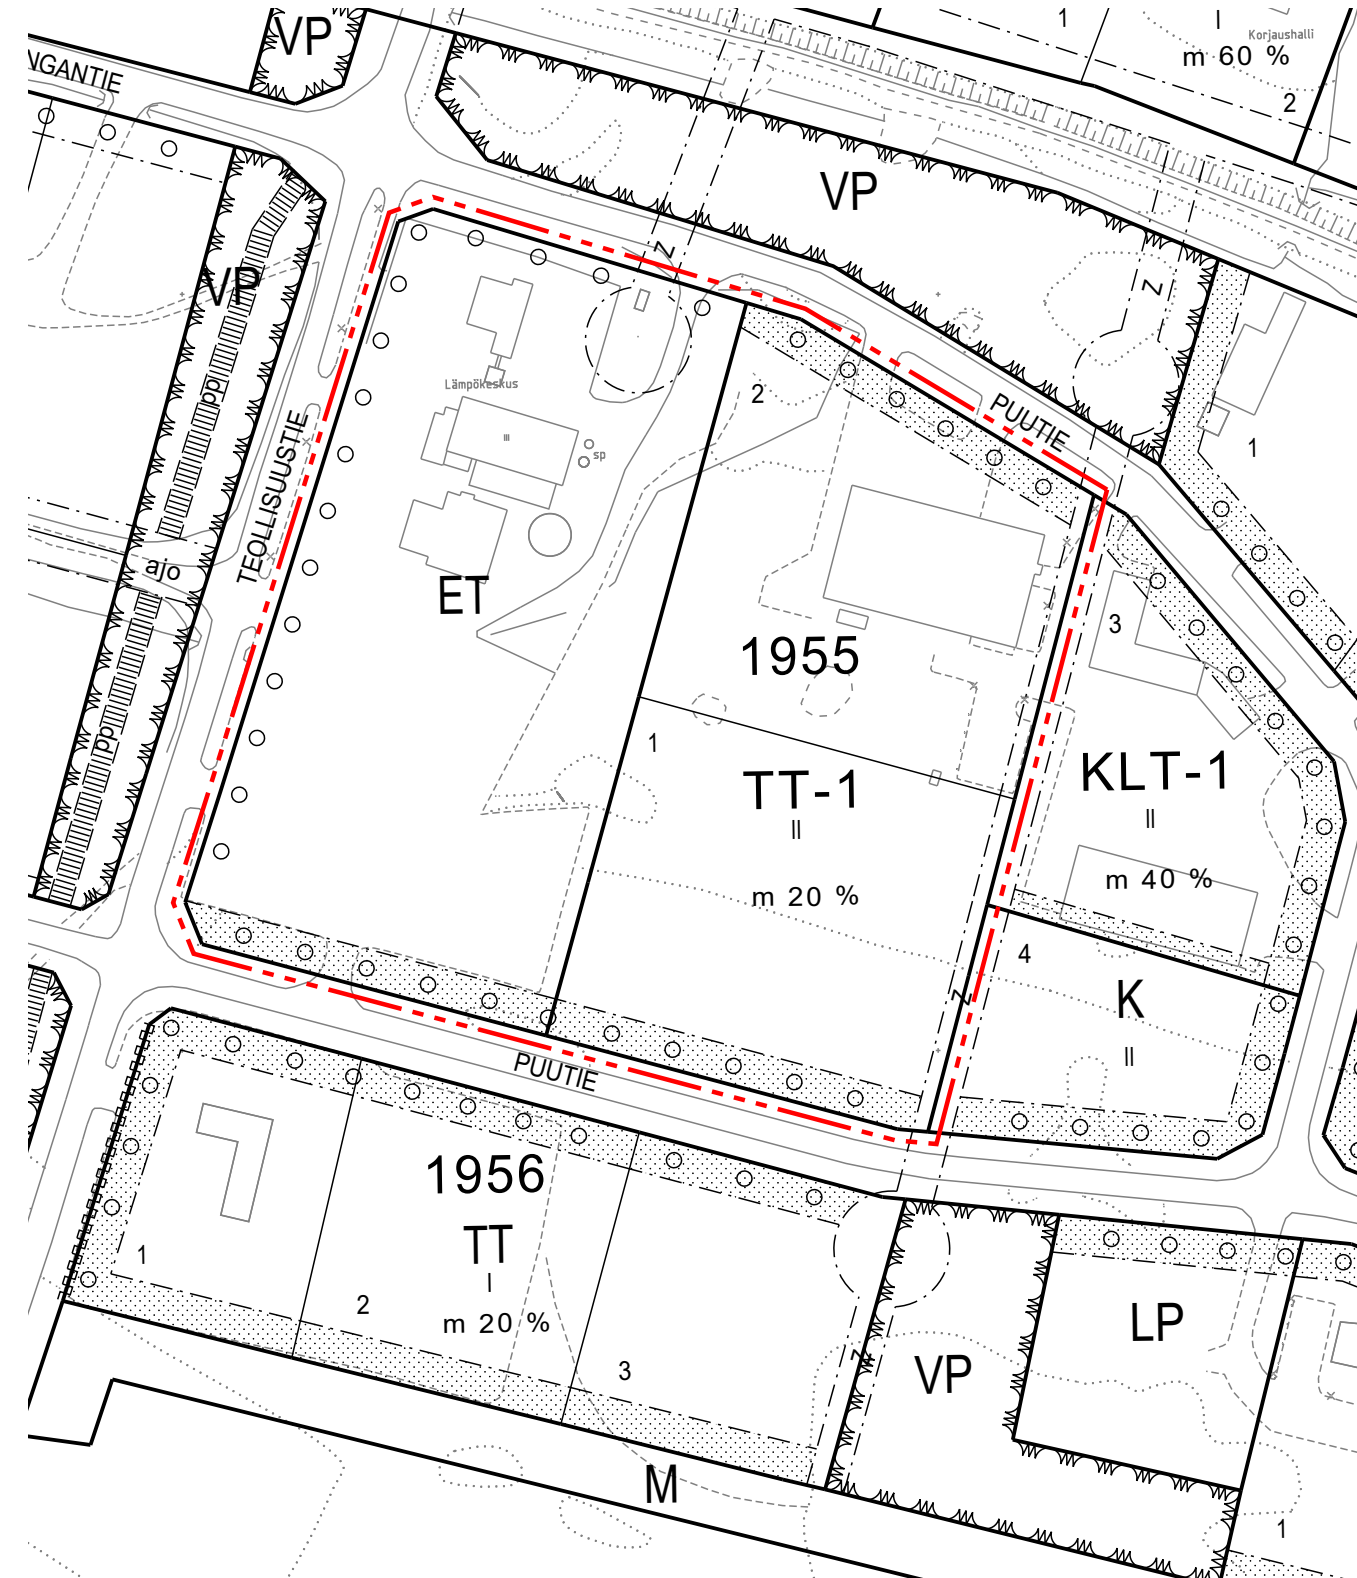 VP
1
I
Korjaushalli
m 60 %
2
NGANTIE
VP
Z
VP
Z
pp
TEOLLISUUSTIE
Lämpökeskus
III
sp
2
PUUTIE
1
ajo
ET
1955
3
pp
1
TT-1
II
m 20 %
KLT-1
II
m 40 %
4
Z
K
II
PUUTIE
1956
TT
I
m 20 %
1
2
3
Z
VP
LP
M
1